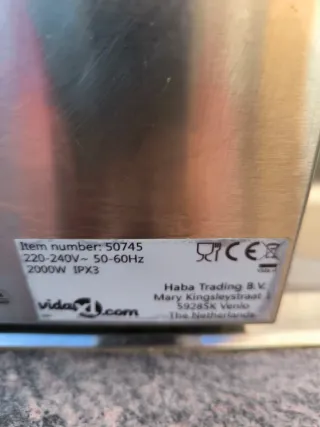 Item number: 50745
220-240V~ 50-60Hz
2000W IPX3
vidaXL.com
Haba Trading B.V.
Mary Kingsleystraat 1
5928SK Venlo
The Netherlands
CE